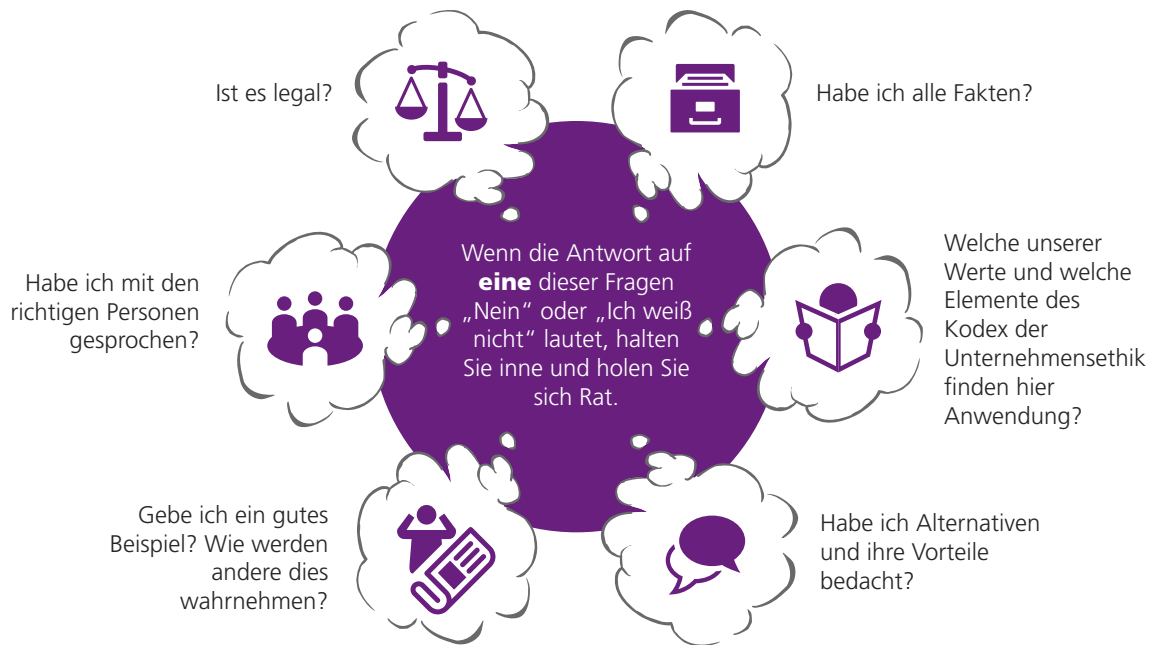 Ist es legal?
Habe ich alle Fakten?
Wenn die Antwort auf
eine dieser Fragen
„Nein“ oder „Ich weiß
nicht“ lautet, halten
Sie inne und holen Sie
sich Rat.
Welche unserer
Werte und welche
Elemente des
Kodex der
Unternehmensethik
finden hier
Anwendung?
Habe ich mit den
richtigen Personen
gesprochen?
Gebe ich ein gutes
Beispiel? Wie werden
andere dies
wahrnehmen?
Habe ich Alternativen
und ihre Vorteile
bedacht?